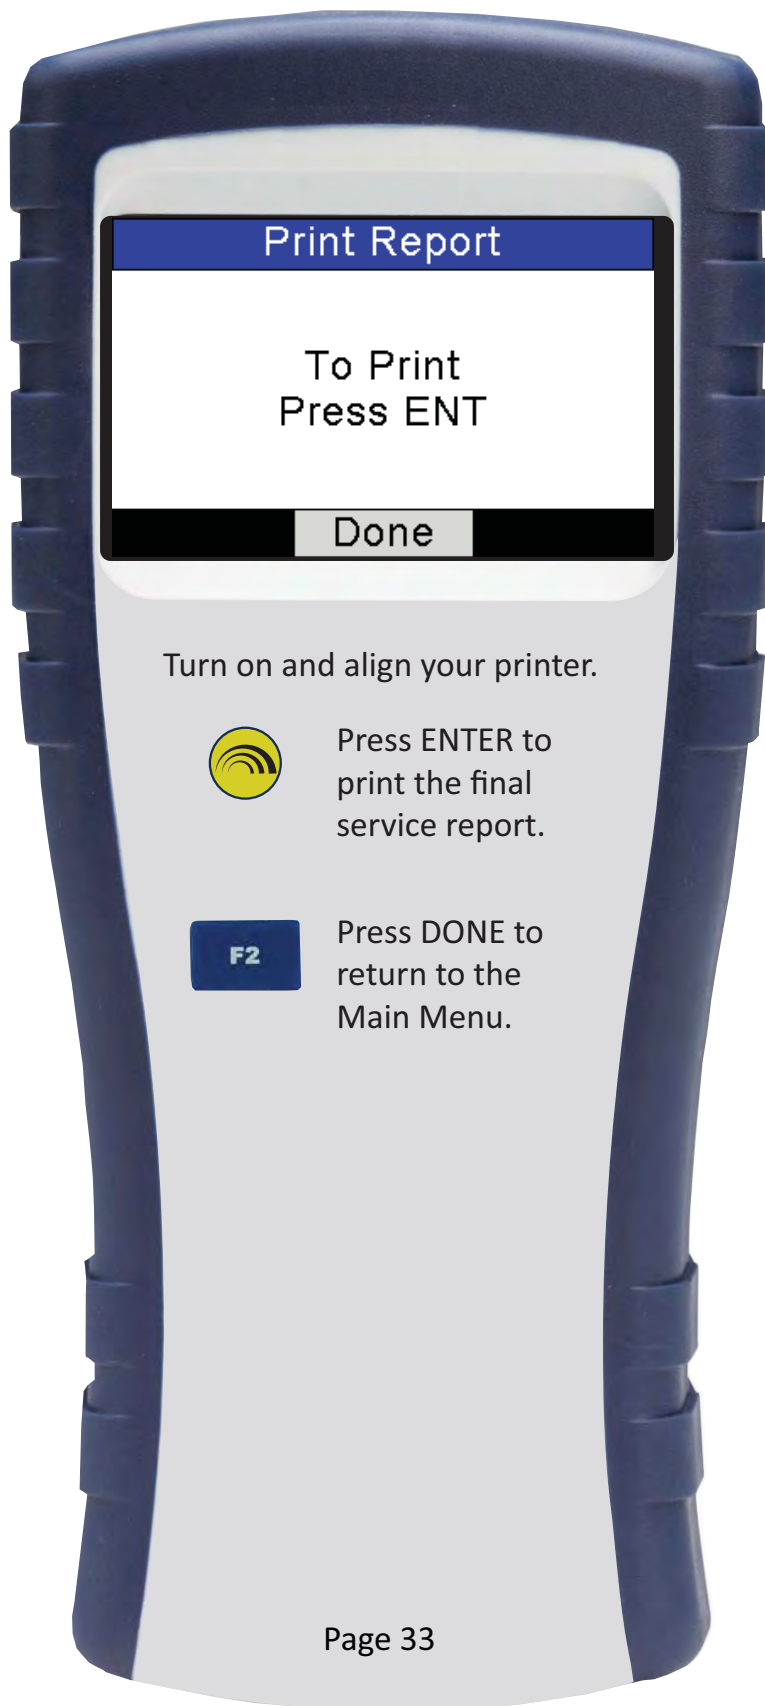 Print Report
To Print
Press ENT
Done
Turn on and align your printer.
Press ENTER to
print the final
service report.
F2
Press DONE to
return to the
Main Menu.
Page 33